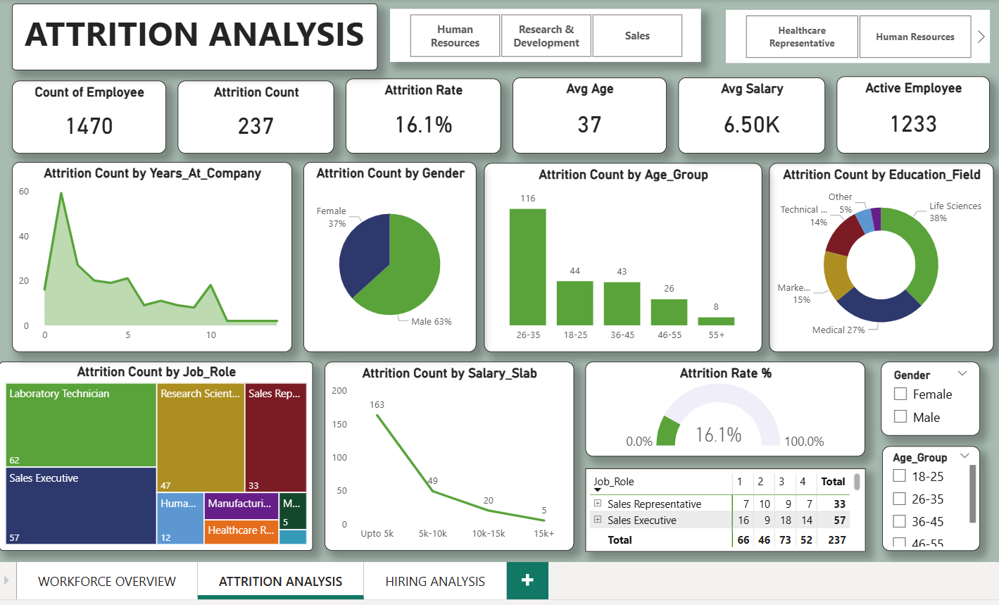 ATTRITION ANALYSIS
Human
Resources
Research &
Development
Sales
Healthcare
Representative
Human Resources
Count of Employee
1470
Attrition Count
237
Attrition Rate
16.1%
Avg Age
37
Avg Salary
6.50K
Active Employee
1233
Attrition Count by Years_At_Company
60
40
20
0
0 5 10
Attrition Count by Gender
Female
37%
Male 63%
Attrition Count by Age_Group
116
44
43
26
8
26-35 18-25 36-45 46-55 55+
Attrition Count by Education_Field
Other
5%
Technical ...
14%
Life Sciences
38%
Marke...
15%
Medical 27%
Attrition Count by Job_Role
Laboratory Technician
62
Sales Executive
57
Research Scient...
47
Sales Rep...
33
Huma...
12
Manufacturi...
Healthcare R...
M...
5
Attrition Count by Salary_Slab
200
150
100
50
0
163
49
20
5
Upto 5k 5k-10k 10k-15k 15k+
Attrition Rate %
16.1%
0.0% 100.0%
Job_Role 1 2 3 4 Total
Sales Representative 7 10 9 7 33
Sales Executive 16 9 18 14 57
Total 66 46 73 52 237
Gender
Female
Male
Age_Group
18-25
26-35
36-45
46-55
WORKFORCE OVERVIEW ATTRITION ANALYSIS HIRING ANALYSIS +